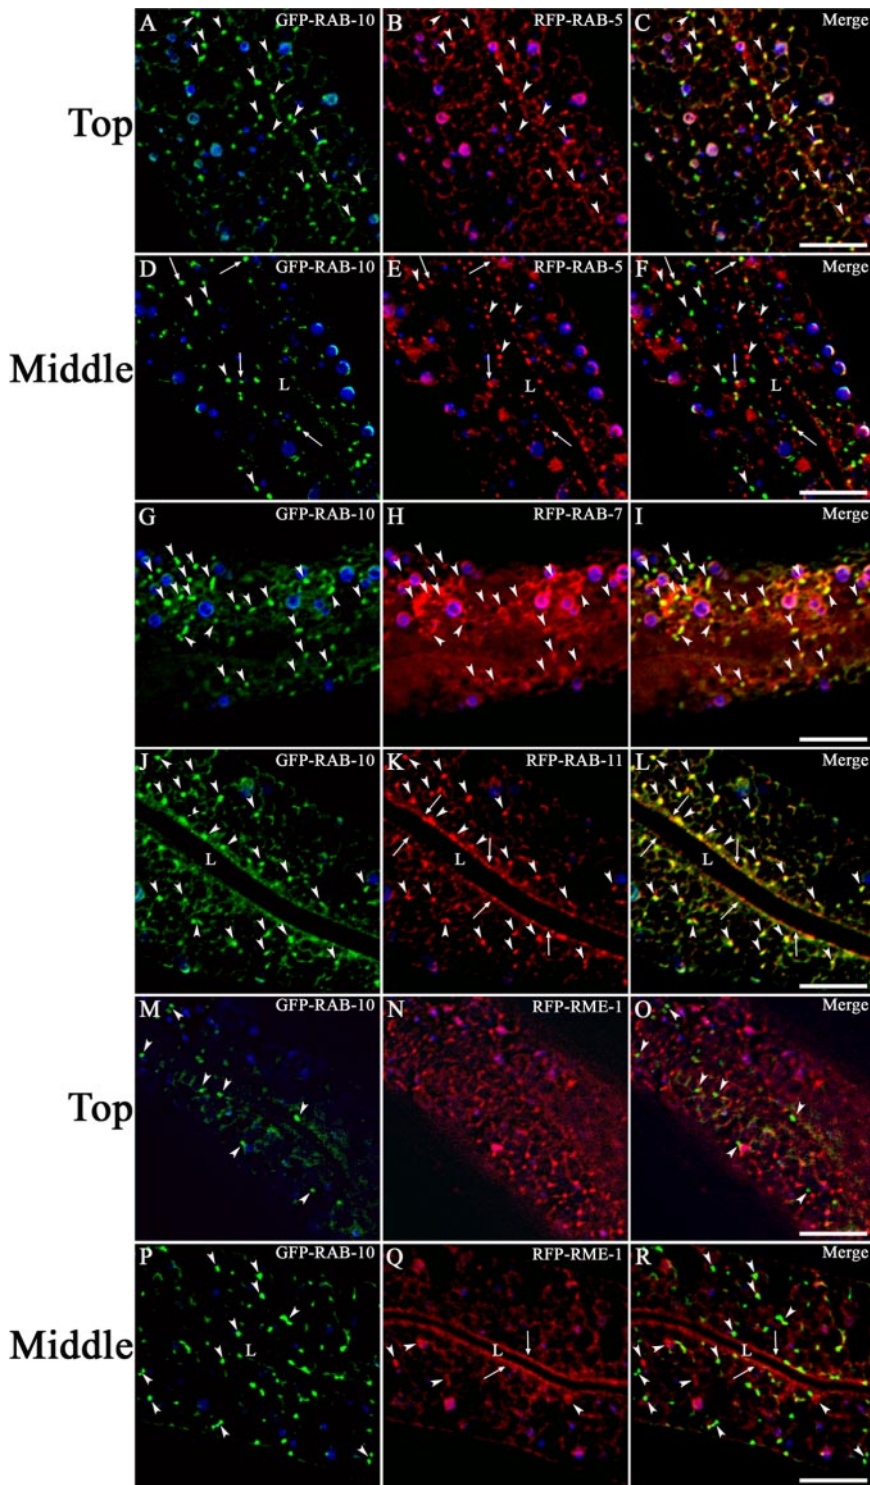 A GFP-RAB-10 B RFP-RAB-5 C Merge
Top
D GFP-RAB-10 E RFP-RAB-5 F Merge
Middle
L L L
G GFP-RAB-10 H RFP-RAB-7 I Merge
J GFP-RAB-10 K RFP-RAB-11 L Merge
L L L
M GFP-RAB-10 N RFP-RME-1 O Merge
Top
P GFP-RAB-10 Q RFP-RME-1 R Merge
Middle
L L L